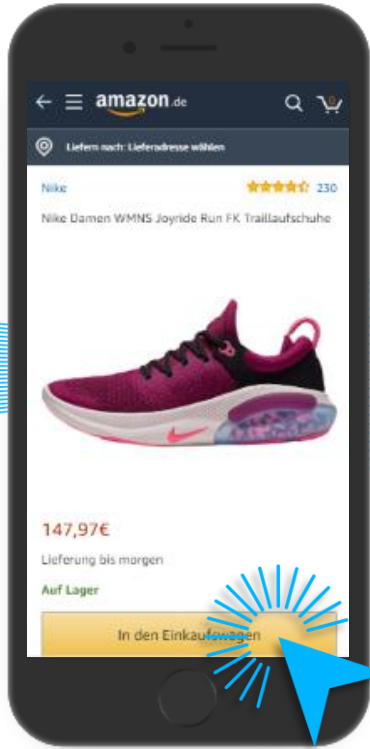 amazon.de
0
Liefern nach: Lieferadresse wählen
Nike 230
Nike Damen WMNS Joyride Run FK Traillaufschuhe
147,97€
Lieferung bis morgen
Auf Lager
In den Einkaufswagen